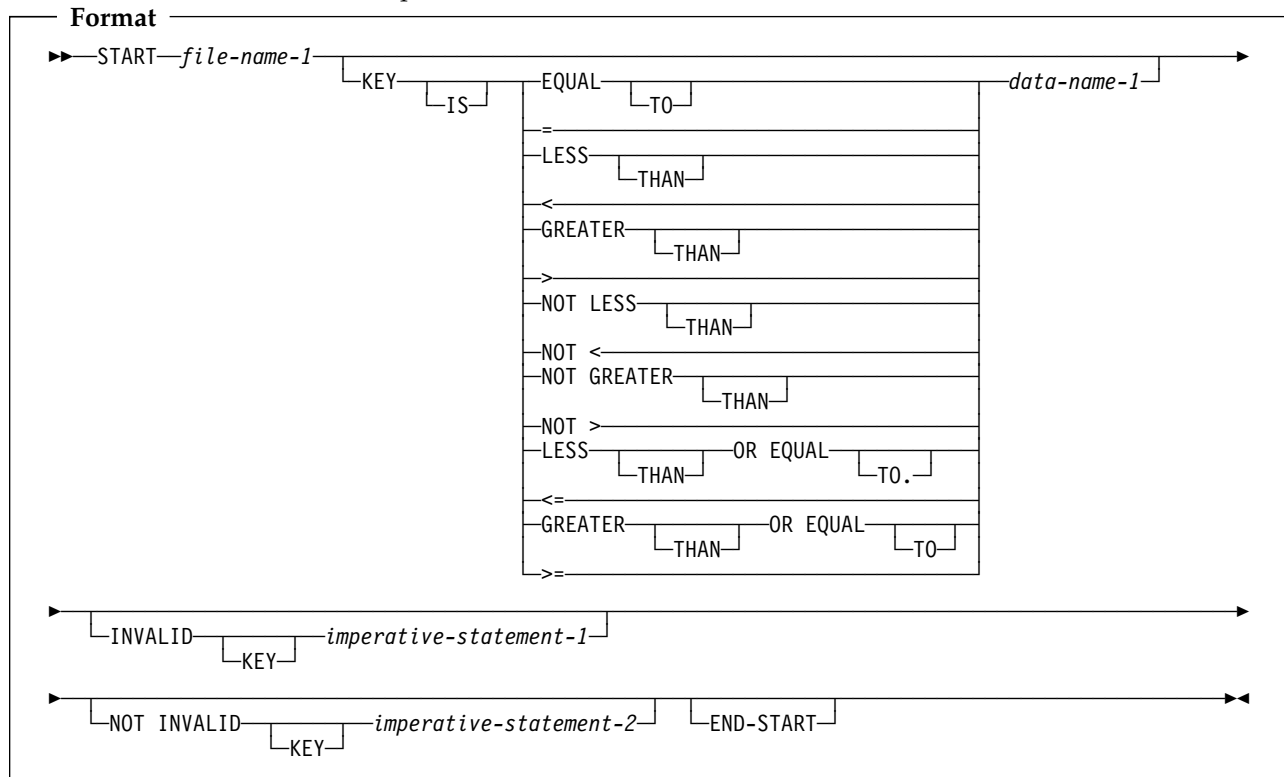 Format
START file-name-1
KEY IS EQUAL TO data-name-1
=
LESS THAN
<
GREATER THAN
>
NOT LESS THAN
NOT <
NOT GREATER THAN
NOT >
LESS THAN OR EQUAL TO.
<=
GREATER THAN OR EQUAL TO
>=
INVALID KEY imperative-statement-1
NOT INVALID KEY imperative-statement-2 END-START